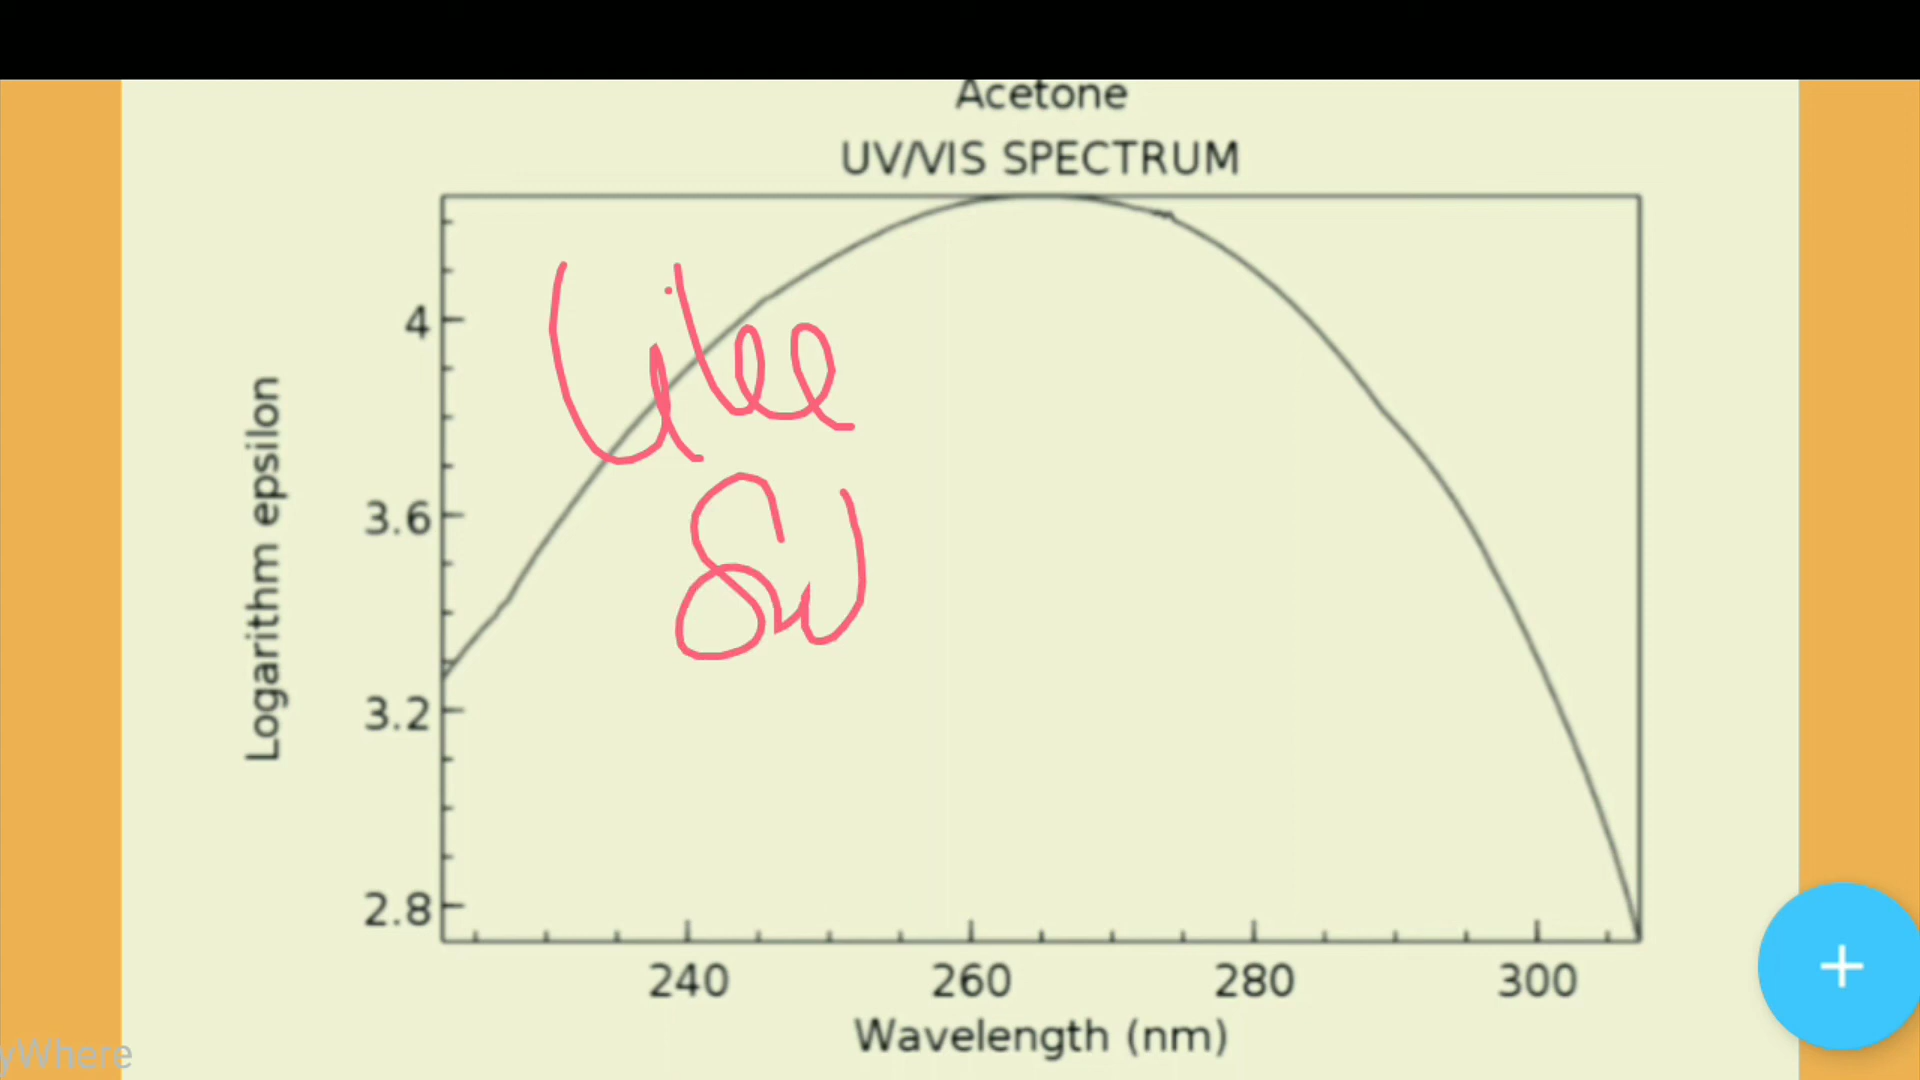 Acetone
UV/VIS SPECTRUM
Logarithm epsilon
4
3.6
3.2
2.8
240 260 280 300
Wavelength (nm)
yWhere